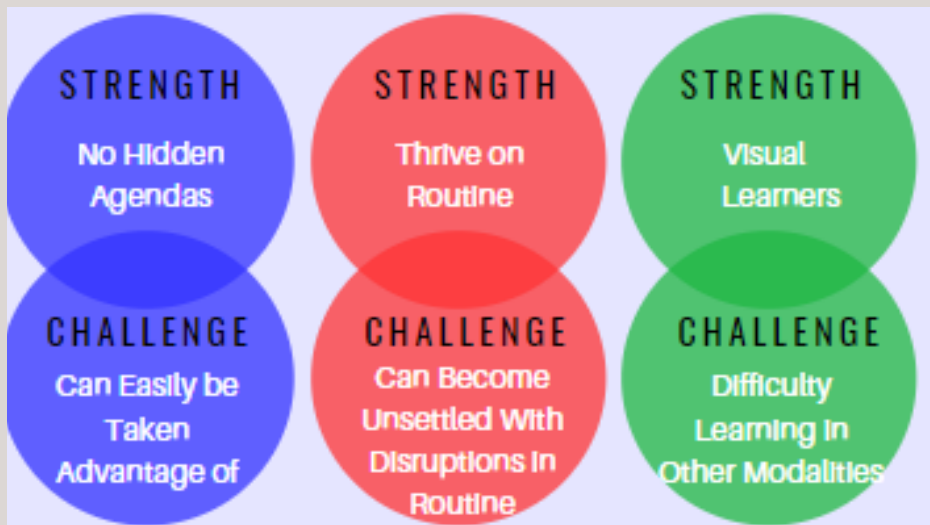 STRENGTH
No Hidden
Agendas
CHALLENGE
Can Easily be
Taken
Advantage of
STRENGTH
Thrive on
Routine
CHALLENGE
Can Become
Unsettled With
Disruptions in
Routine
STRENGTH
Visual
Learners
CHALLENGE
Difficulty
Learning in
Other Modalities